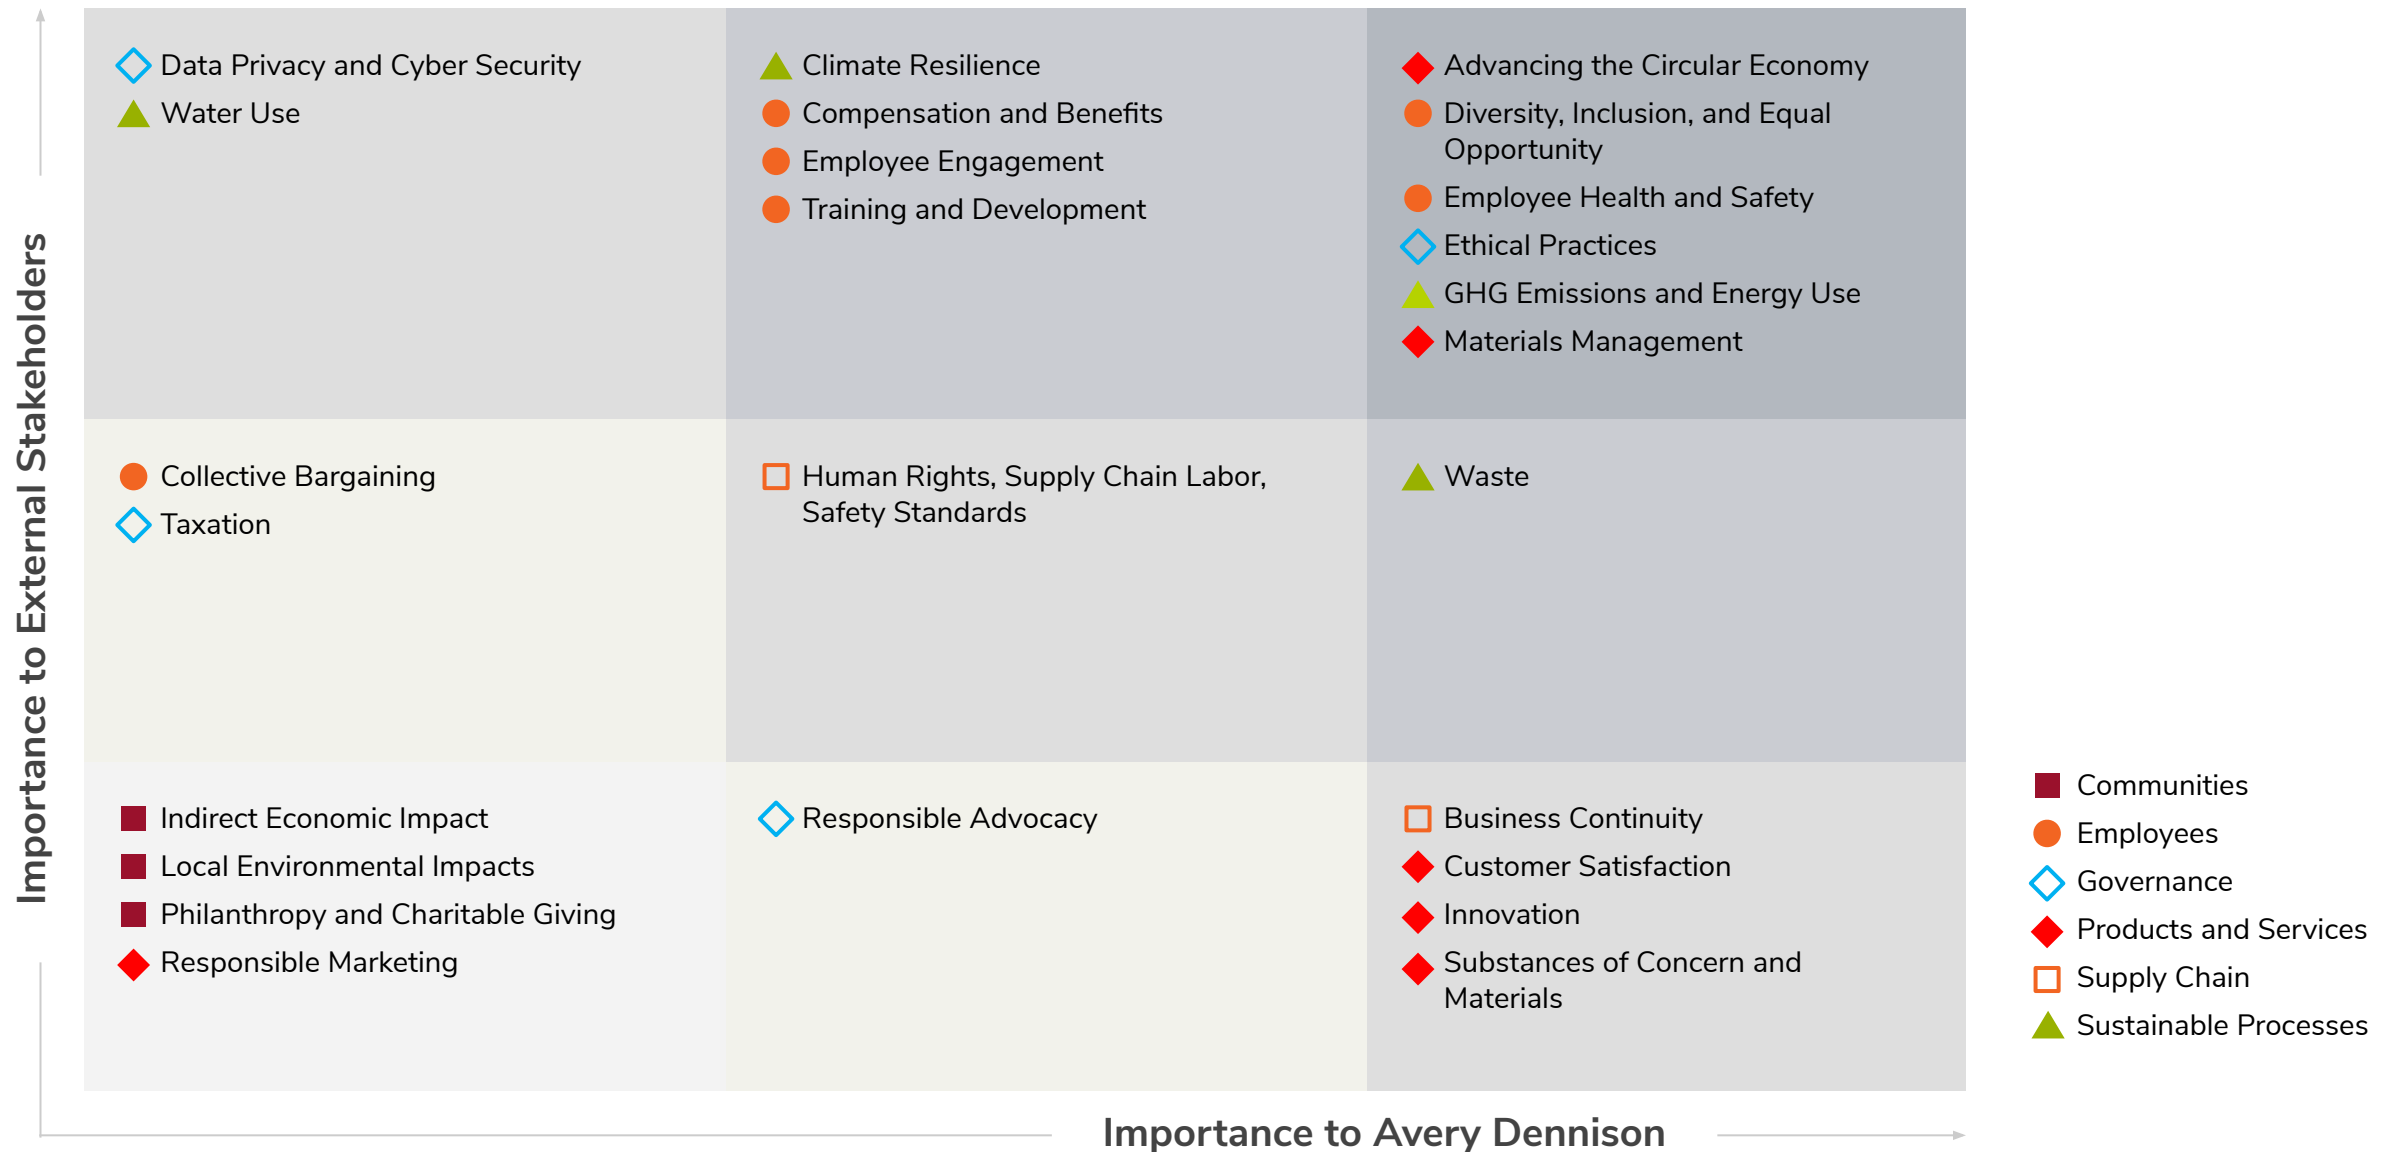 Importance to External Stakeholders
Data Privacy and Cyber Security
Water Use
Climate Resilience
Compensation and Benefits
Employee Engagement
Training and Development
Advancing the Circular Economy
Diversity, Inclusion, and Equal
Opportunity
Employee Health and Safety
Ethical Practices
GHG Emissions and Energy Use
Materials Management
Collective Bargaining
Taxation
Human Rights, Supply Chain Labor,
Safety Standards
Waste
Indirect Economic Impact
Local Environmental Impacts
Philanthropy and Charitable Giving
Responsible Marketing
Responsible Advocacy
Business Continuity
Customer Satisfaction
Innovation
Substances of Concern and
Materials
Communities
Employees
Governance
Products and Services
Supply Chain
Sustainable Processes
Importance to Avery Dennison